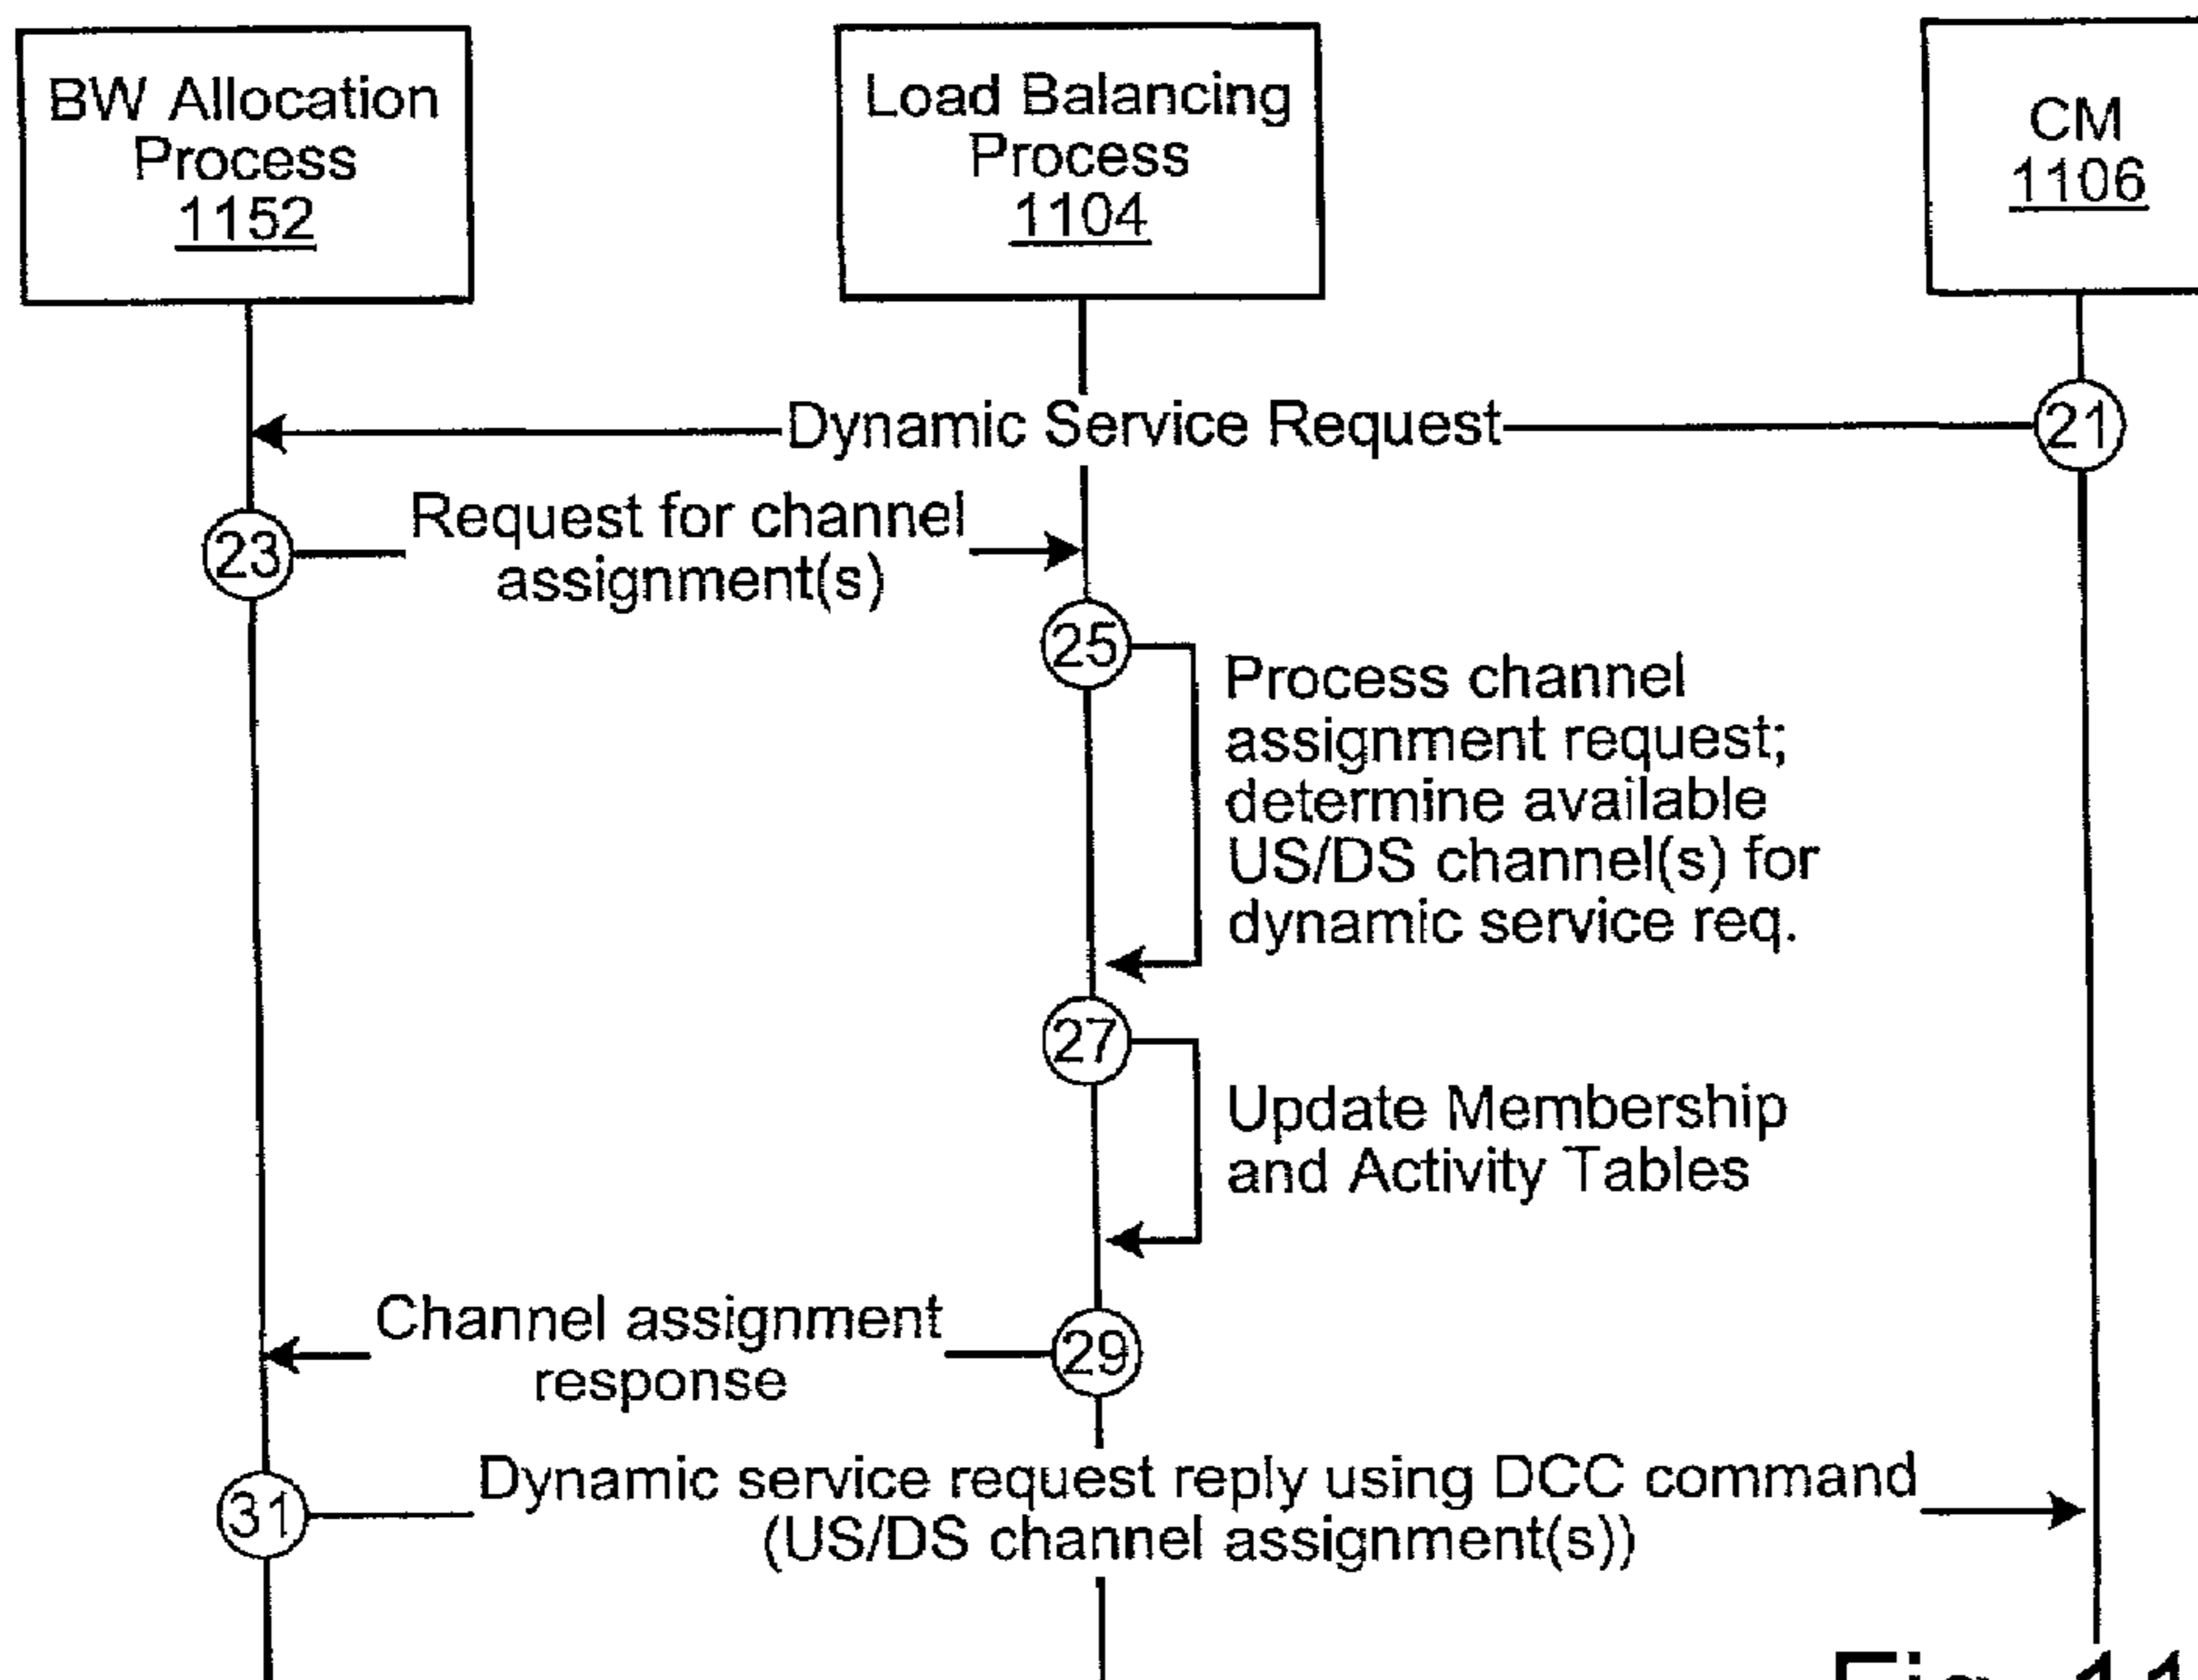 BW Allocation
Process
1152
Load Balancing
Process
1104
CM
1106
Dynamic Service Request
21
Request for channel
assignment(s)
23
25
Process channel
assignment request;
determine available
US/DS channel(s) for
dynamic service req.
27
Update Membership
and Activity Tables
Channel assignment
response
29
31
Dynamic service request reply using DCC command
(US/DS channel assignment(s))